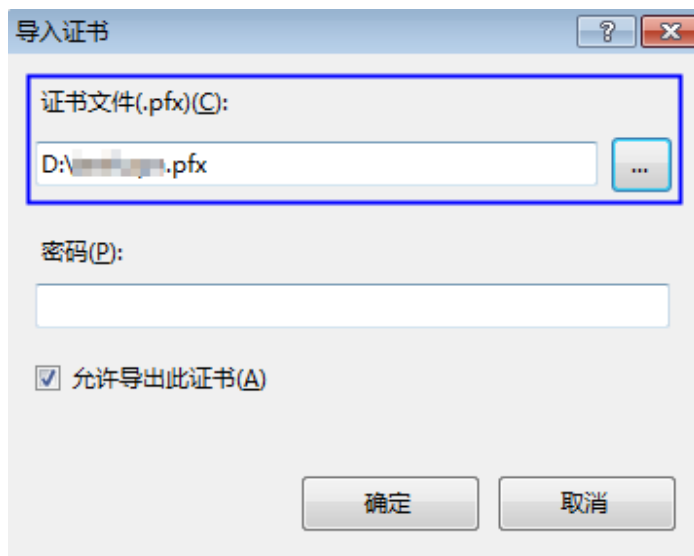 导入证书
证书文件(.pfx)(C):
D:\ .pfx
...
密码(P):
允许导出此证书(A)
确定
取消